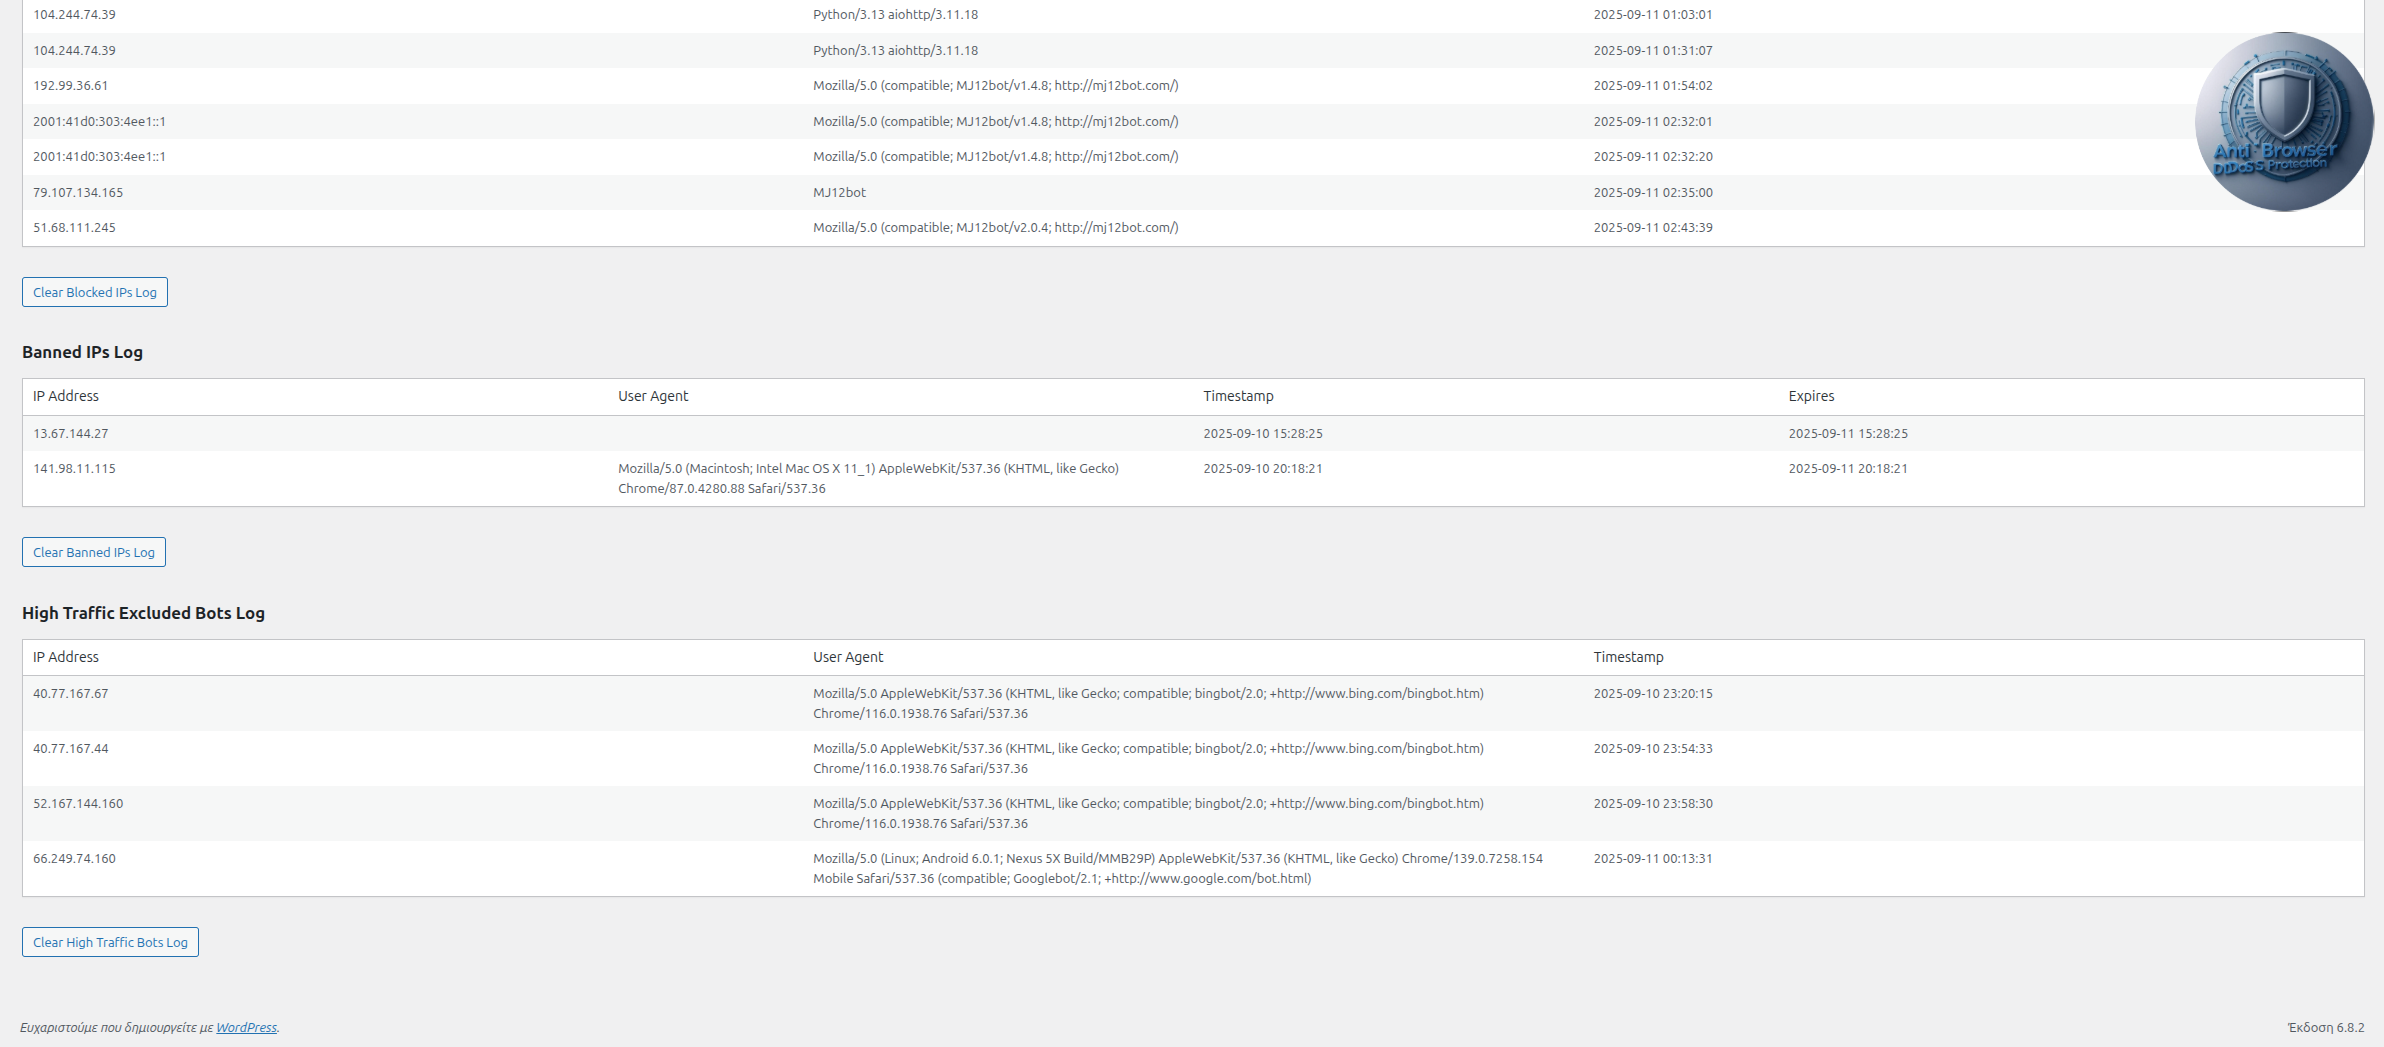 104.244.74.39 Python/3.13 aiohttp/3.11.18 2025-09-11 01:03:01
104.244.74.39 Python/3.13 aiohttp/3.11.18 2025-09-11 01:31:07
192.99.36.61 Mozilla/5.0 (compatible; MJ12bot/v1.4.8; http://mj12bot.com/) 2025-09-11 01:54:02
2001:41d0:303:4ee1::1 Mozilla/5.0 (compatible; MJ12bot/v1.4.8; http://mj12bot.com/) 2025-09-11 02:32:01
2001:41d0:303:4ee1::1 Mozilla/5.0 (compatible; MJ12bot/v1.4.8; http://mj12bot.com/) 2025-09-11 02:32:20
79.107.134.165 MJ12bot 2025-09-11 02:35:00
51.68.111.245 Mozilla/5.0 (compatible; MJ12bot/v2.0.4; http://mj12bot.com/) 2025-09-11 02:43:39
Anti Browser
DDoSS Protection
Clear Blocked IPs Log
Banned IPs Log
IP Address User Agent Timestamp Expires
13.67.144.27 2025-09-10 15:28:25 2025-09-11 15:28:25
141.98.11.115 Mozilla/5.0 (Macintosh; Intel Mac OS X 11_1) AppleWebKit/537.36 (KHTML, like Gecko) 2025-09-10 20:18:21 2025-09-11 20:18:21
Chrome/87.0.4280.88 Safari/537.36
Clear Banned IPs Log
High Traffic Excluded Bots Log
IP Address User Agent Timestamp
40.77.167.67 Mozilla/5.0 AppleWebKit/537.36 (KHTML, like Gecko; compatible; bingbot/2.0; +http://www.bing.com/bingbot.htm) 2025-09-10 23:20:15
Chrome/116.0.1938.76 Safari/537.36
40.77.167.44 Mozilla/5.0 AppleWebKit/537.36 (KHTML, like Gecko; compatible; bingbot/2.0; +http://www.bing.com/bingbot.htm) 2025-09-10 23:54:33
Chrome/116.0.1938.76 Safari/537.36
52.167.144.160 Mozilla/5.0 AppleWebKit/537.36 (KHTML, like Gecko; compatible; bingbot/2.0; +http://www.bing.com/bingbot.htm) 2025-09-10 23:58:30
Chrome/116.0.1938.76 Safari/537.36
66.249.74.160 Mozilla/5.0 (Linux; Android 6.0.1; Nexus 5X Build/MMB29P) AppleWebKit/537.36 (KHTML, like Gecko) Chrome/139.0.7258.154 2025-09-11 00:13:31
Mobile Safari/537.36 (compatible; Googlebot/2.1; +http://www.google.com/bot.html)
Clear High Traffic Bots Log
Ευχαριστούμε που δημιουργείτε με WordPress. Έκδοση 6.8.2